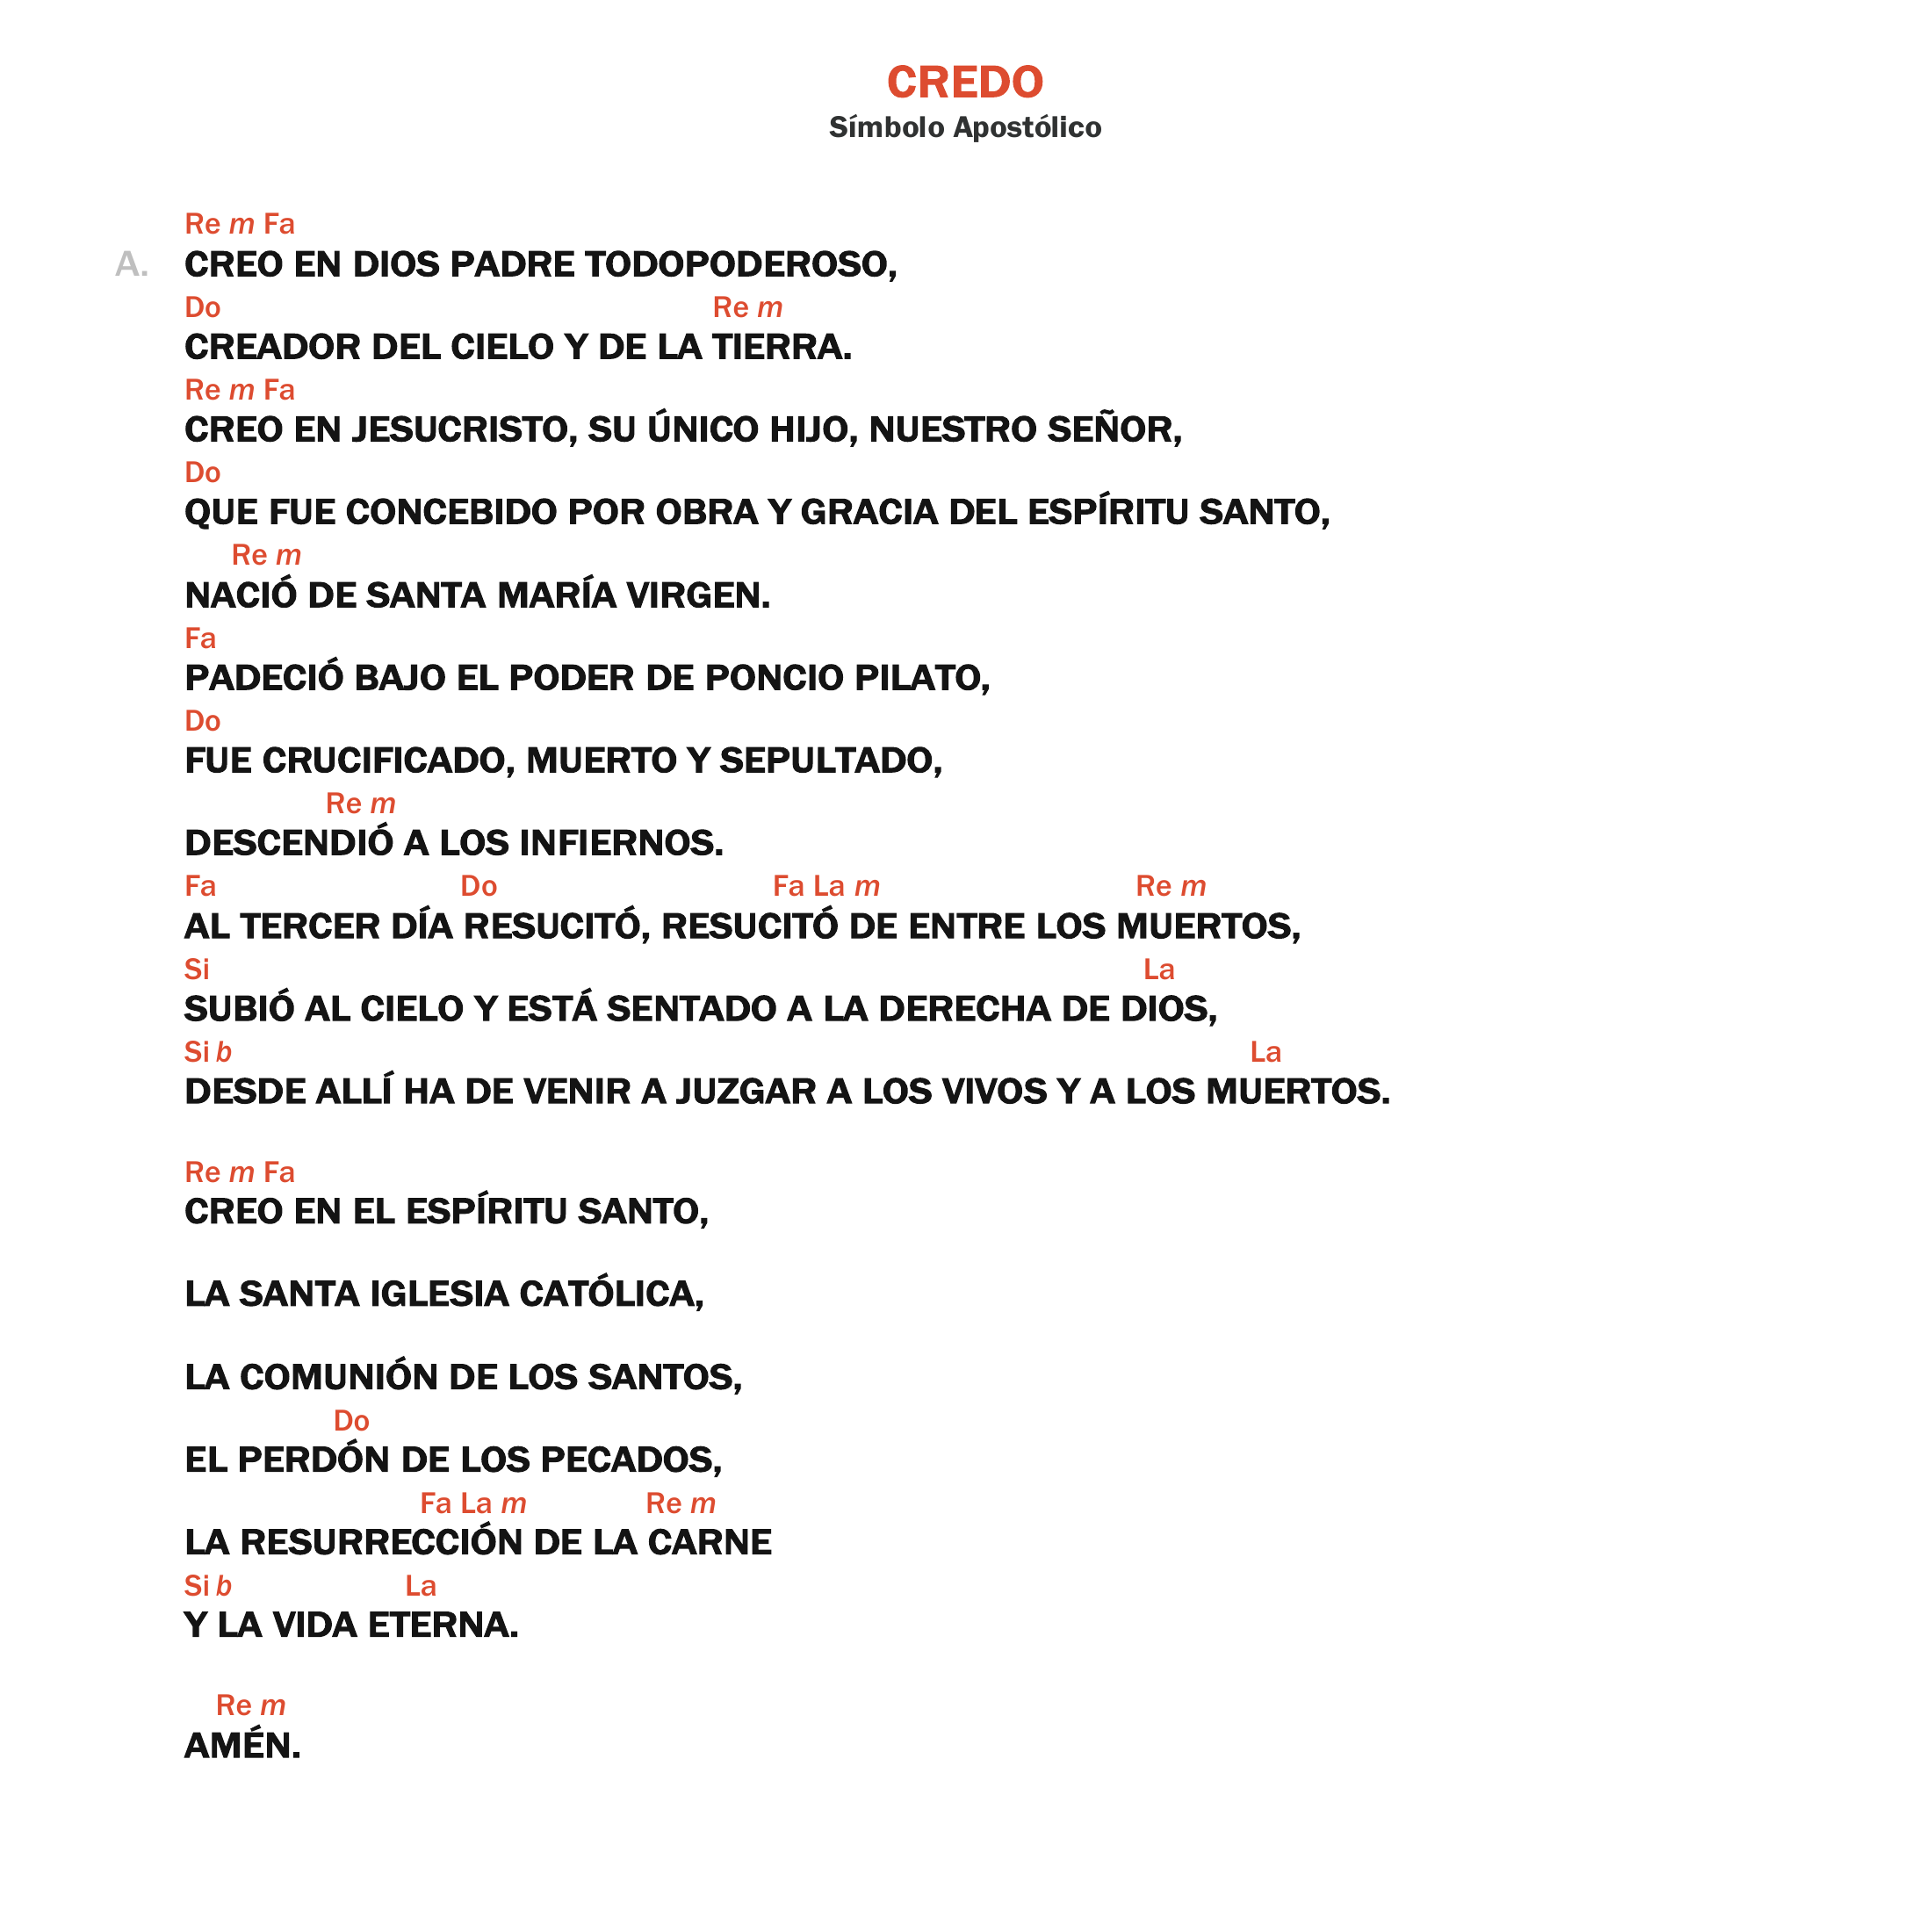 CREDO
Símbolo Apostólico
Re m Fa
A. CREO EN DIOS PADRE TODOPODEROSO,
Do Re m
CREADOR DEL CIELO Y DE LA TIERRA.
Re m Fa
CREO EN JESUCRISTO, SU ÚNICO HIJO, NUESTRO SEÑOR,
Do
QUE FUE CONCEBIDO POR OBRA Y GRACIA DEL ESPÍRITU SANTO,
Re m
NACIÓ DE SANTA MARÍA VIRGEN.
Fa
PADECIÓ BAJO EL PODER DE PONCIO PILATO,
Do
FUE CRUCIFICADO, MUERTO Y SEPULTADO,
Re m
DESCENDIÓ A LOS INFIERNOS.
Fa Do Fa La m Re m
AL TERCER DÍA RESUCITÓ, RESUCITÓ DE ENTRE LOS MUERTOS,
Si La
SUBIÓ AL CIELO Y ESTÁ SENTADO A LA DERECHA DE DIOS,
Si b La
DESDE ALLÍ HA DE VENIR A JUZGAR A LOS VIVOS Y A LOS MUERTOS.
Re m Fa
CREO EN EL ESPÍRITU SANTO,
LA SANTA IGLESIA CATÓLICA,
LA COMUNIÓN DE LOS SANTOS,
Do
EL PERDÓN DE LOS PECADOS,
Fa La m Re m
LA RESURRECCIÓN DE LA CARNE
Si b La
Y LA VIDA ETERNA.
Re m
AMÉN.